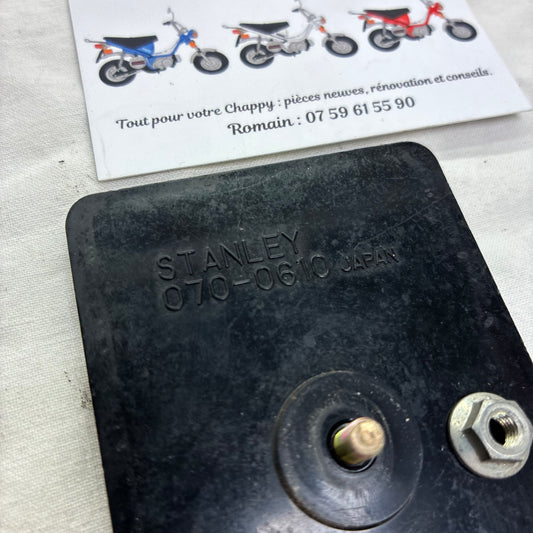 Tout pour votre Chappy : pièces neuves, rénovation et conseils.
Romain : 07 59 61 55 90
STANLEY
070-0610 JAPAN